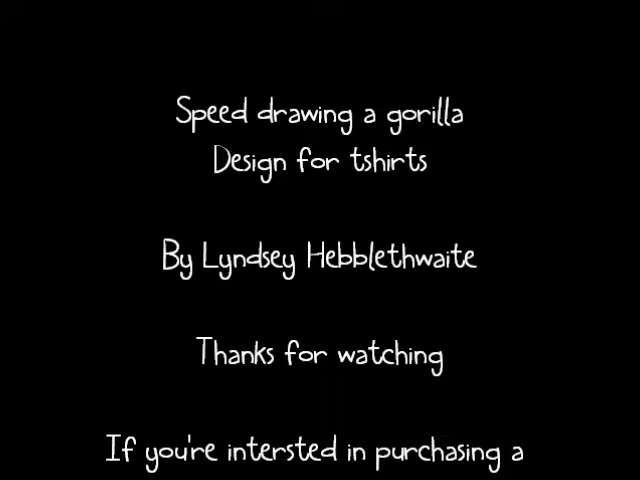 Speed drawing a gorilla
Design for tshirts
By Lyndsey Hebblethwaite
Thanks for watching
If you're intersted in purchasing a